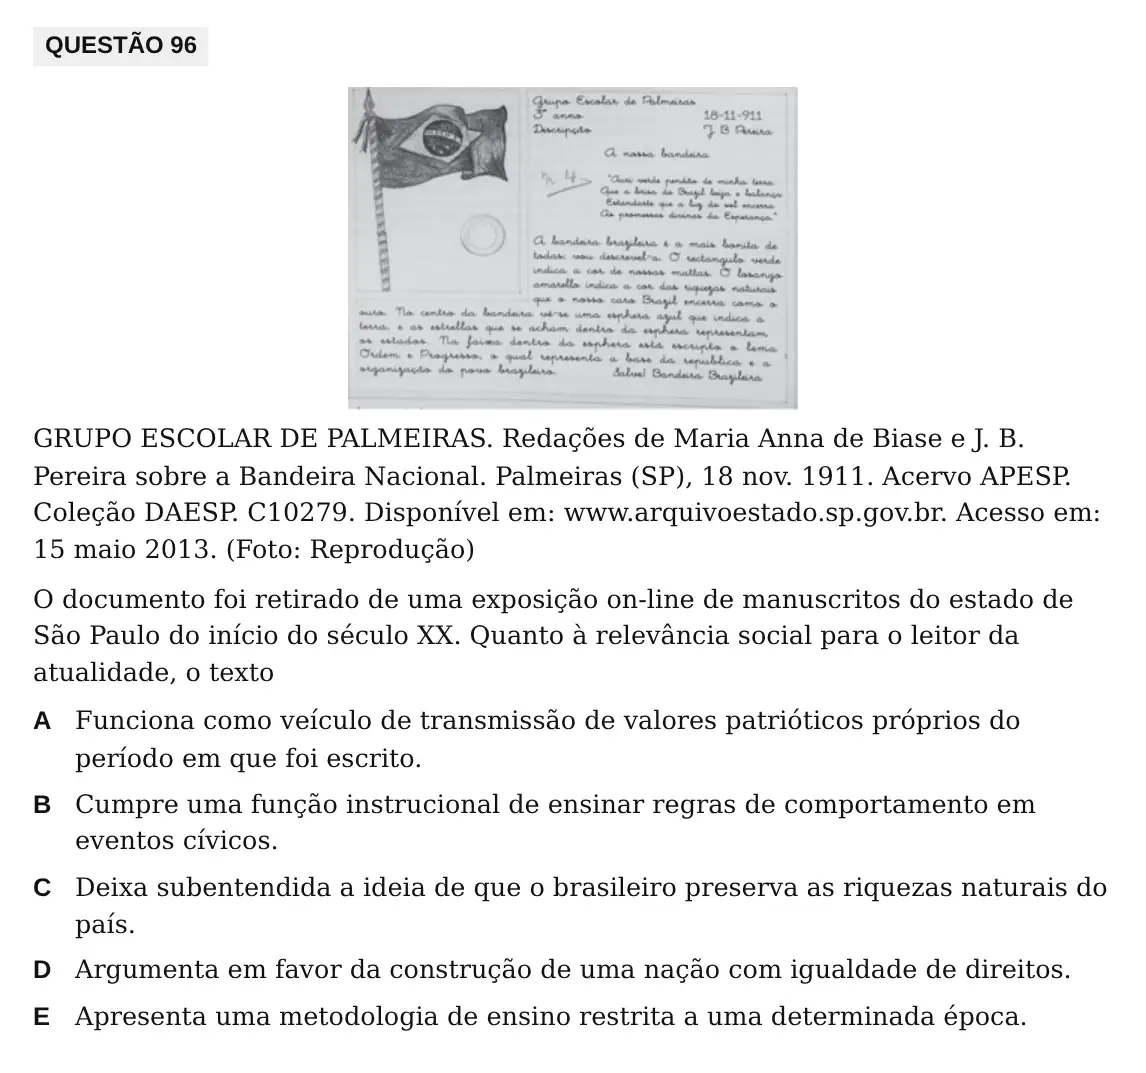 QUESTÃO 96
Grupo Escolar de Palmeiras
3º anno
18-11-911
Descripção
J. B Pereira
A nossa bandeira
nº 4
"Auri verde pendão de minha terra
Que a brisa do Brazil beija e balança
Estandarte que a luz do sol encerra
As promessas divinas da Esperança."
A bandeira brazileira é a mais bonita de
todas; vou descrevel-a. O rectangulo verde
indica a cor de nossas mattas. O losango
amarello indica a cor das riquezas naturais
que o nosso caro Brazil encerra como o
ouro. No centro da bandeira vê-se uma esphera azul que indica a
terra, e as estrellas que se acham dentro da esphera representam
os estados. Na faixa dentro da esphera está escripto o lema
Ordem e Progresso, o qual representa a base da republica e a
organização do povo brazileiro.
Salve! Bandeira Brazileira
GRUPO ESCOLAR DE PALMEIRAS. Redações de Maria Anna de Biase e J. B.
Pereira sobre a Bandeira Nacional. Palmeiras (SP), 18 nov. 1911. Acervo APESP.
Coleção DAESP. C10279. Disponível em: www.arquivoestado.sp.gov.br. Acesso em:
15 maio 2013. (Foto: Reprodução)
O documento foi retirado de uma exposição on-line de manuscritos do estado de
São Paulo do início do século XX. Quanto à relevância social para o leitor da
atualidade, o texto
A Funciona como veículo de transmissão de valores patrióticos próprios do
período em que foi escrito.
B Cumpre uma função instrucional de ensinar regras de comportamento em
eventos cívicos.
C Deixa subentendida a ideia de que o brasileiro preserva as riquezas naturais do
país.
D Argumenta em favor da construção de uma nação com igualdade de direitos.
E Apresenta uma metodologia de ensino restrita a uma determinada época.